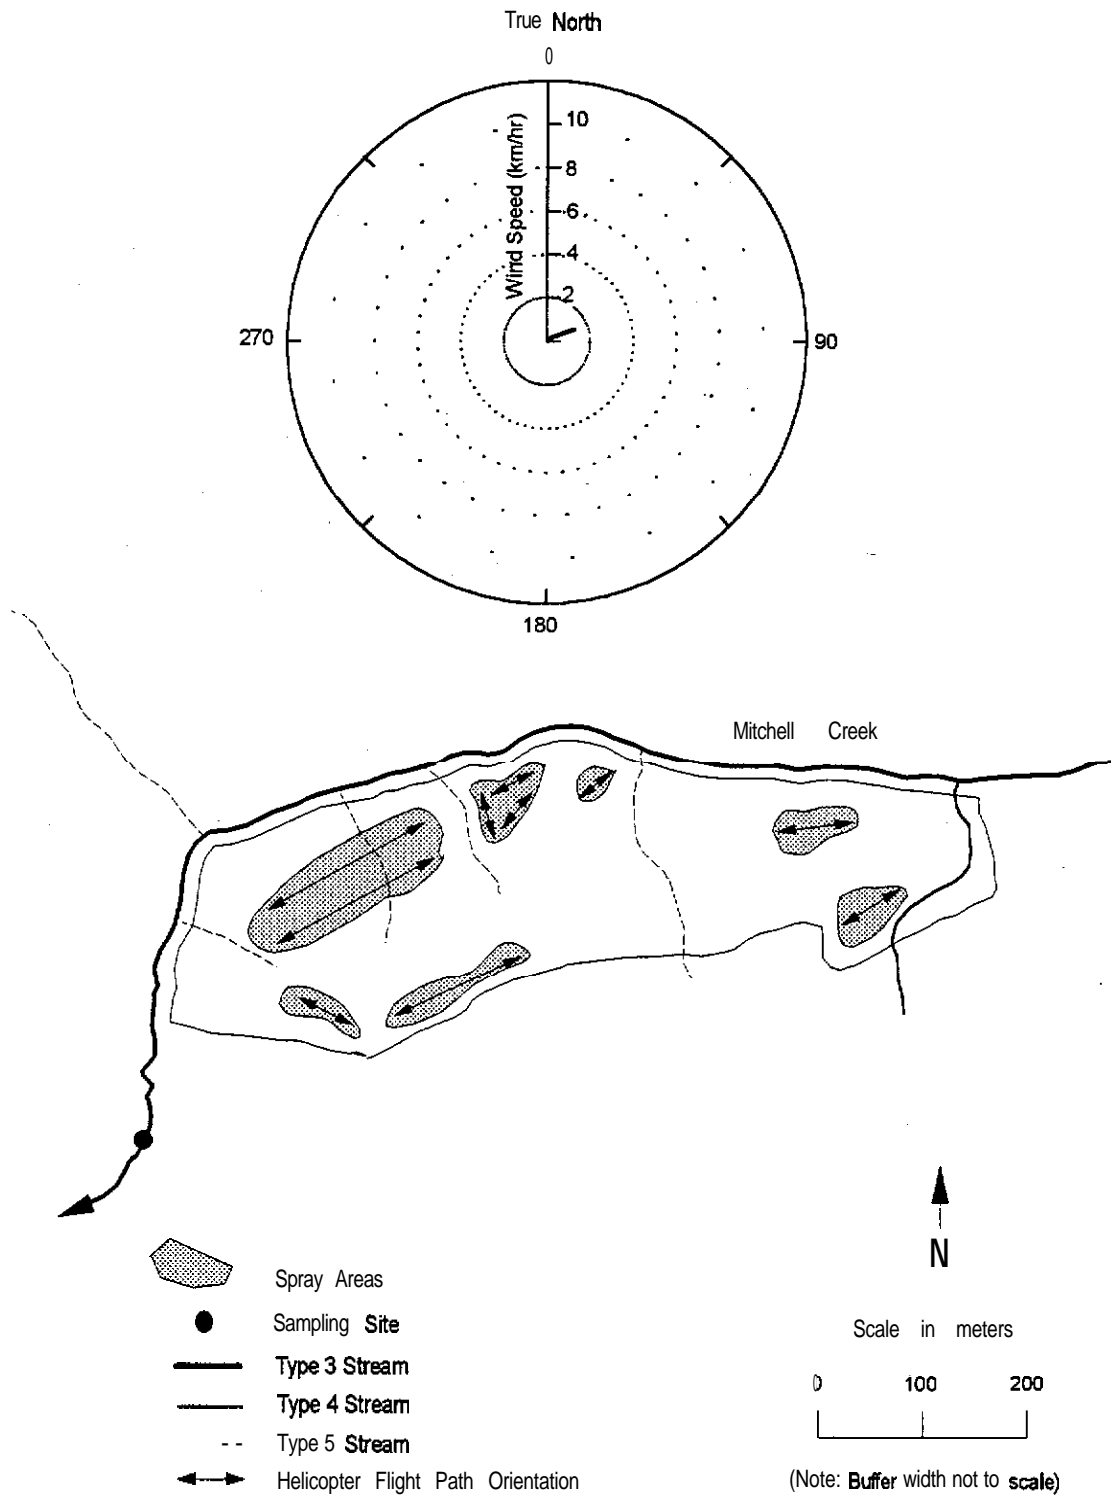 True North
0
Wind Speed (km/hr)
10
8
6
4
2
270
90
180
Mitchell Creek
N
Spray Areas
Sampling Site
Type 3 Stream
Type 4 Stream
Type 5 Stream
Helicopter Flight Path Orientation
Scale in meters
0 100 200
(Note: Buffer width not to scale)